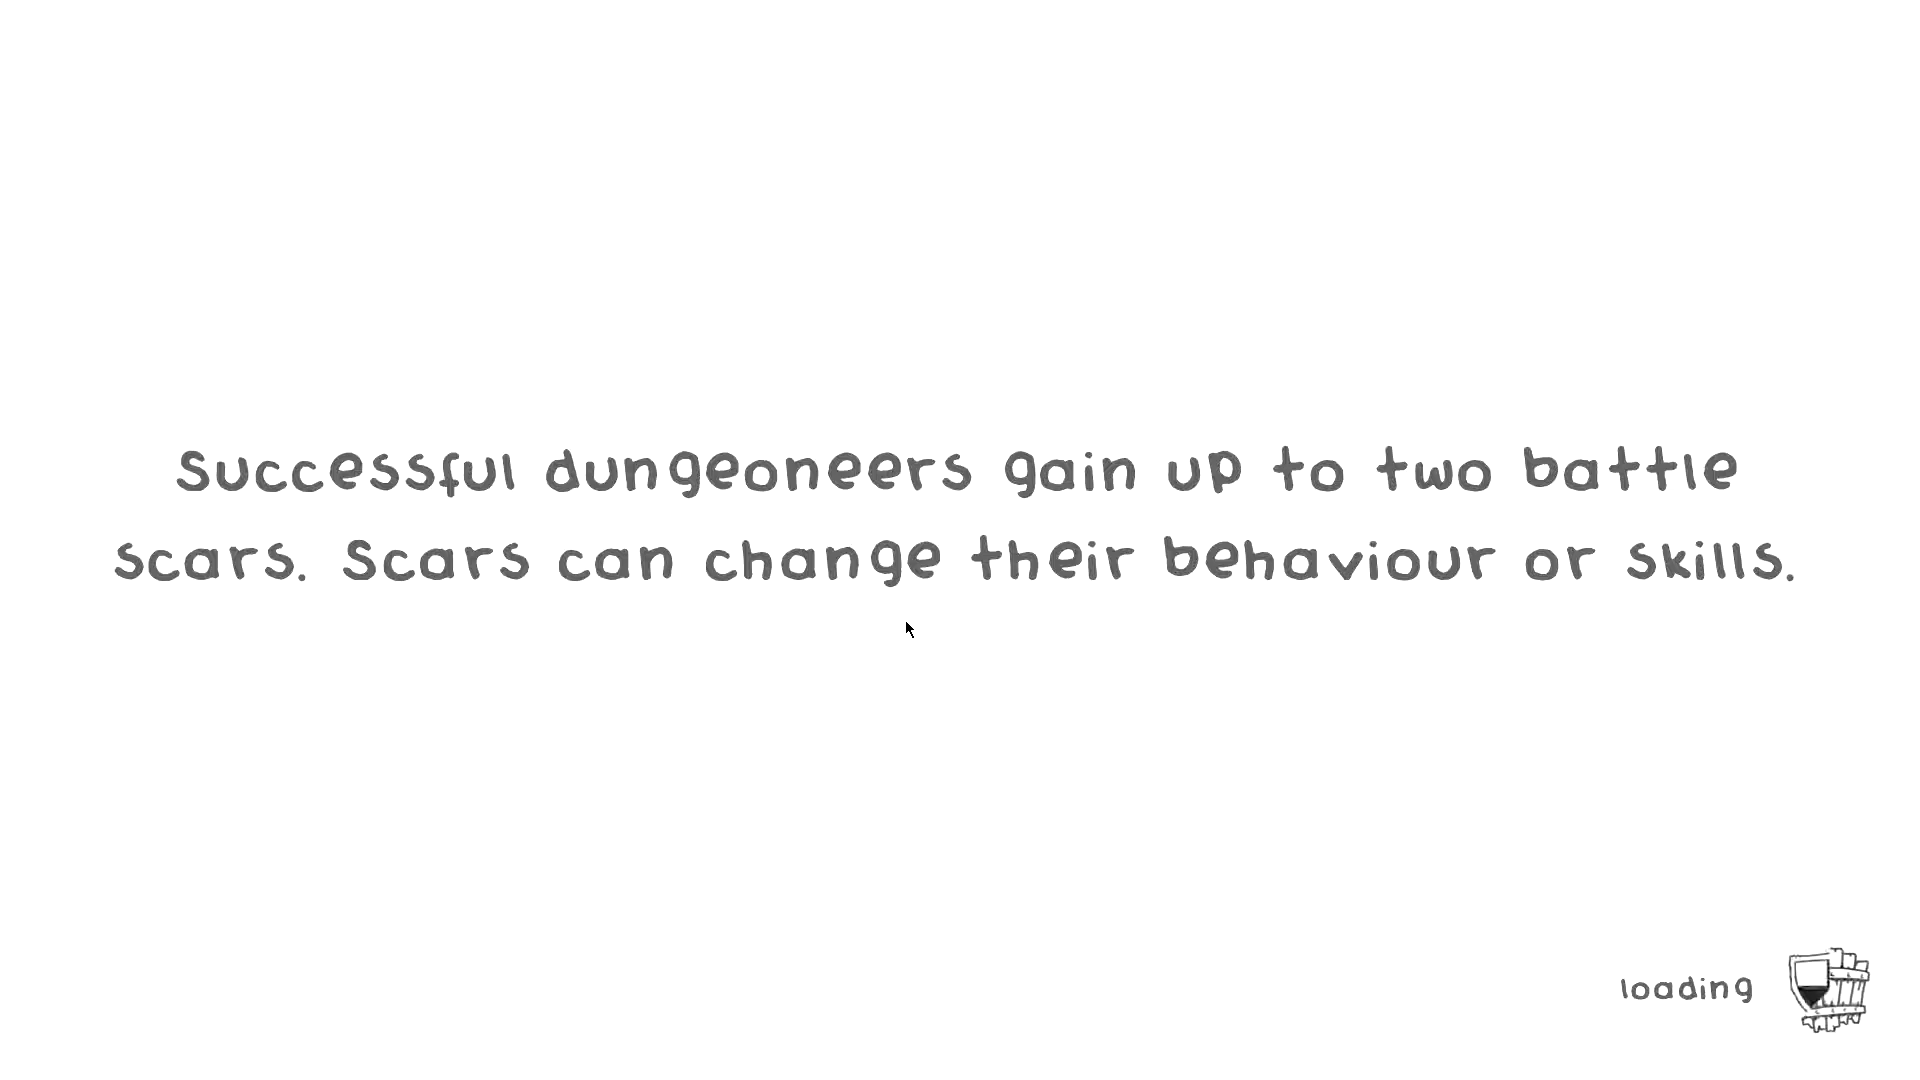 Successful dungeoneers gain up to two battle
scars. Scars can change their behaviour or skills.
loading